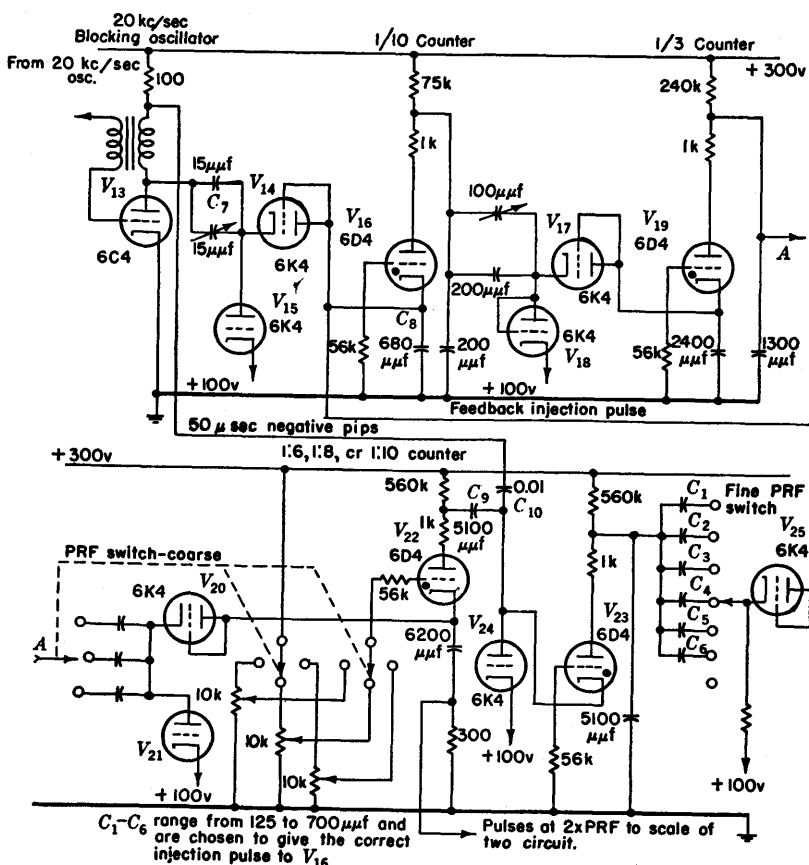 20 kc/sec
Blocking oscillator
1/10 Counter
1/3 Counter
From 20 kc/sec
osc.
100
75k
240k
+300v
1k
1k
15μμf
C7
15μμf
V13
6C4
V14
6K4
V15
6K4
V16
6D4
C8
56k
680
μμf
200
μμf
100μμf
200μμf
V17
6K4
6K4
V18
V19
6D4
A
56k
2400
μμf
1300
μμf
+100v
+100v
Feedback injection pulse
50 μsec negative pips
+300v
1:6, 1:8, cr 1:10 counter
560k
C9
5100
μμf
0.01
C10
560k
C1
C2
C3
C4
C5
C6
Fine PRF
switch
V25
6K4
PRF switch-coarse
1k
V22
6D4
56k
1k
V23
6D4
6K4
V20
A
6200
μμf
V24
6K4
10k
10k
10k
V21
300
+100v
56k
5100
μμf
+100v
+100v
C1-C6 range from 125 to 700μμf and
are chosen to give the correct
injection pulse to V16
Pulses at 2xPRF to scale of
two circuit.